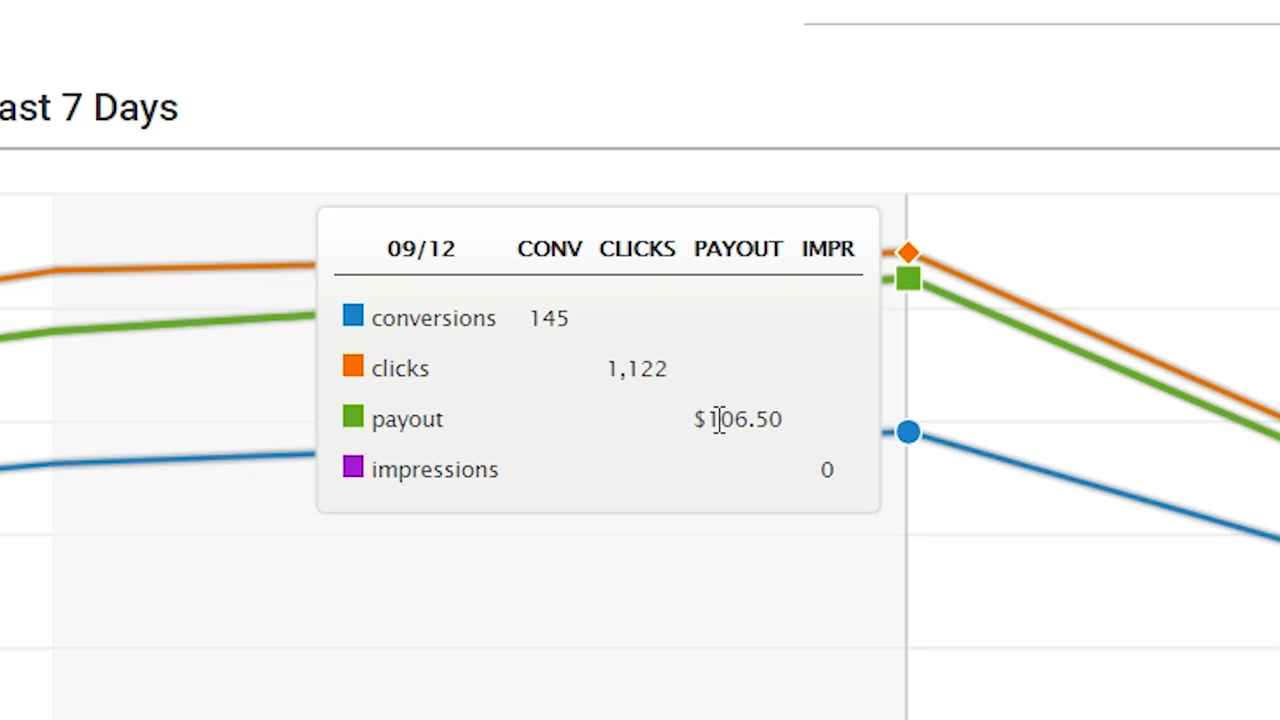 ast 7 Days
09/12 CONV CLICKS PAYOUT IMPR
conversions 145
clicks 1,122
payout $106.50
impressions 0